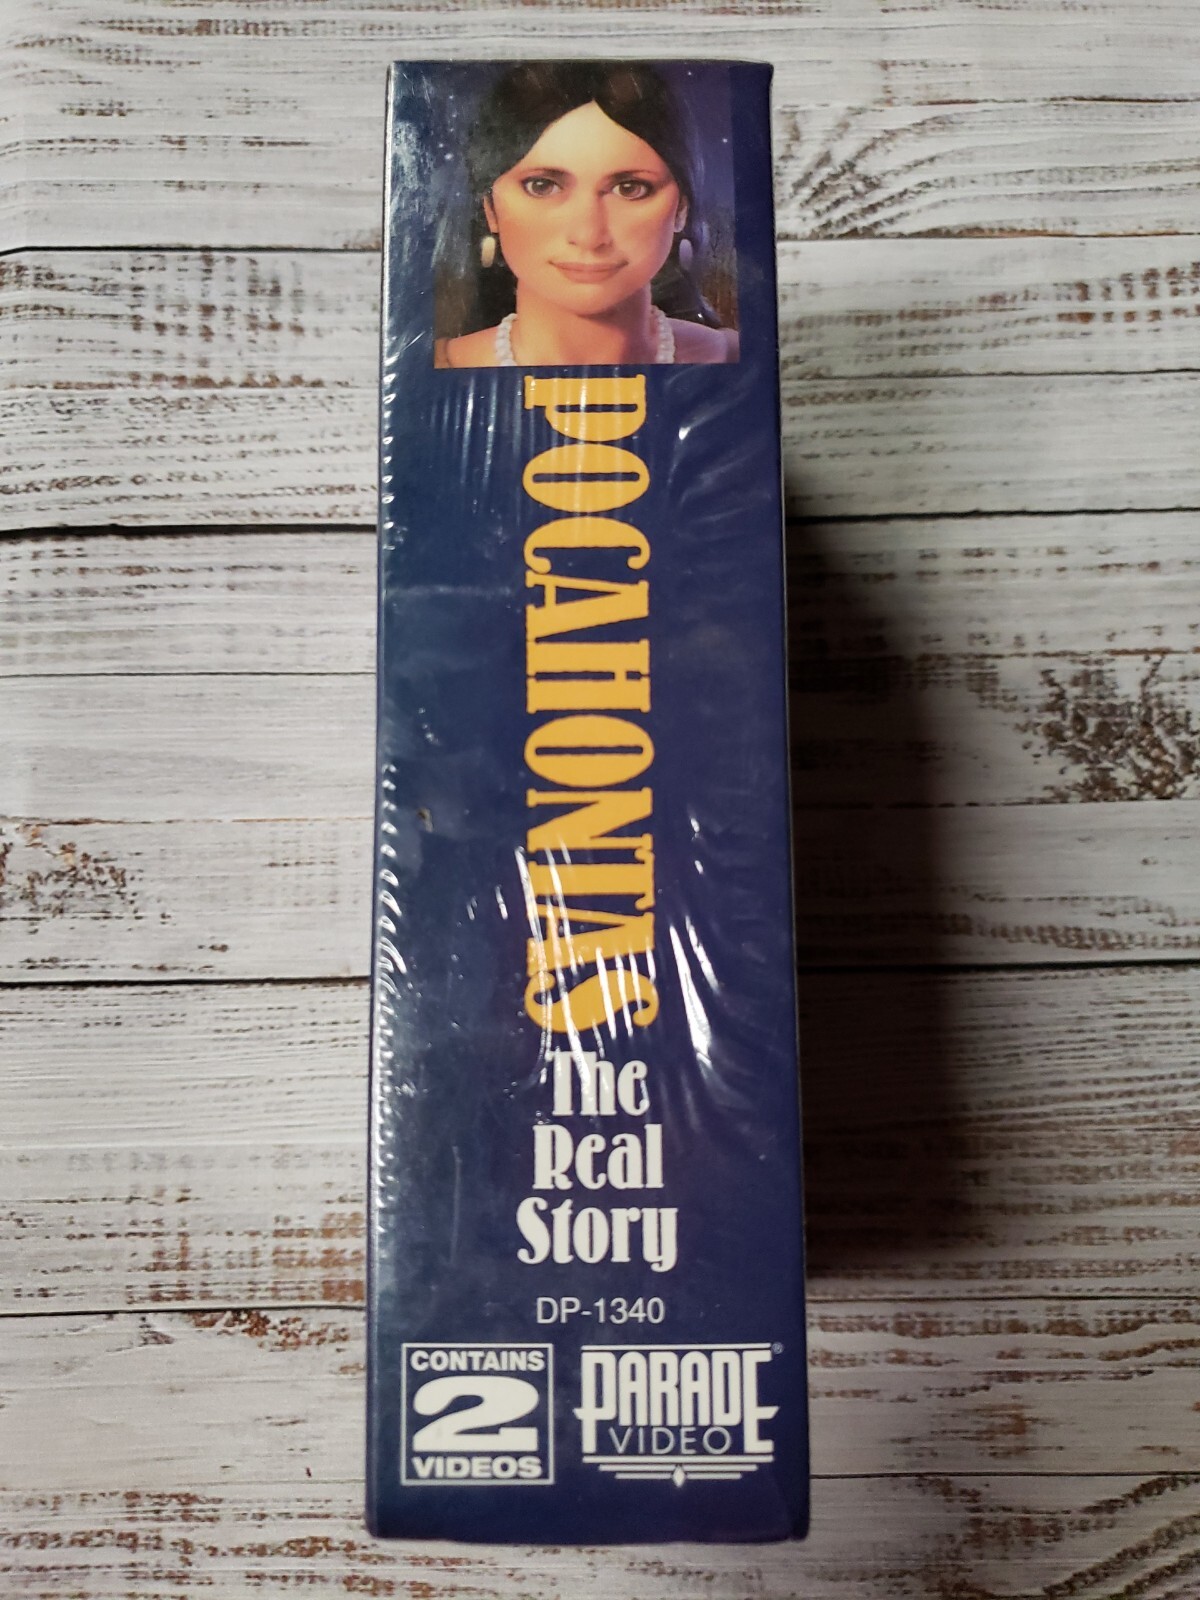 POCAHONTAS
The
Real
Story
DP-1340
CONTAINS
2
VIDEOS
PARADE®
VIDEO